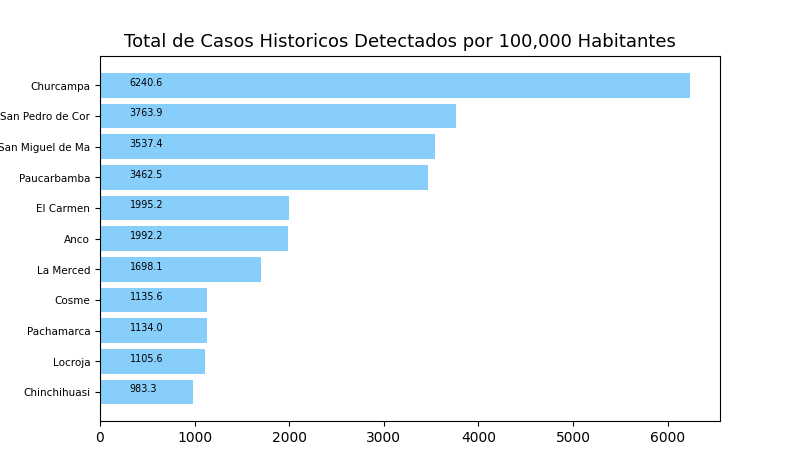 Total de Casos Historicos Detectados por 100,000 Habitantes
Churcampa 6240.6
San Pedro de Cor 3763.9
San Miguel de Ma 3537.4
Paucarbamba 3462.5
El Carmen 1995.2
Anco 1992.2
La Merced 1698.1
Cosme 1135.6
Pachamarca 1134.0
Locroja 1105.6
Chinchihuasi 983.3
0 1000 2000 3000 4000 5000 6000